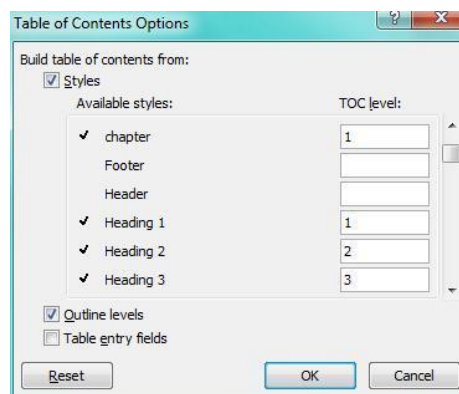 Table of Contents Options
Build table of contents from:
Styles
Available styles: TOC level:
chapter 1
Footer
Header
Heading 1 1
Heading 2 2
Heading 3 3
Outline levels
Table entry fields
Reset OK Cancel